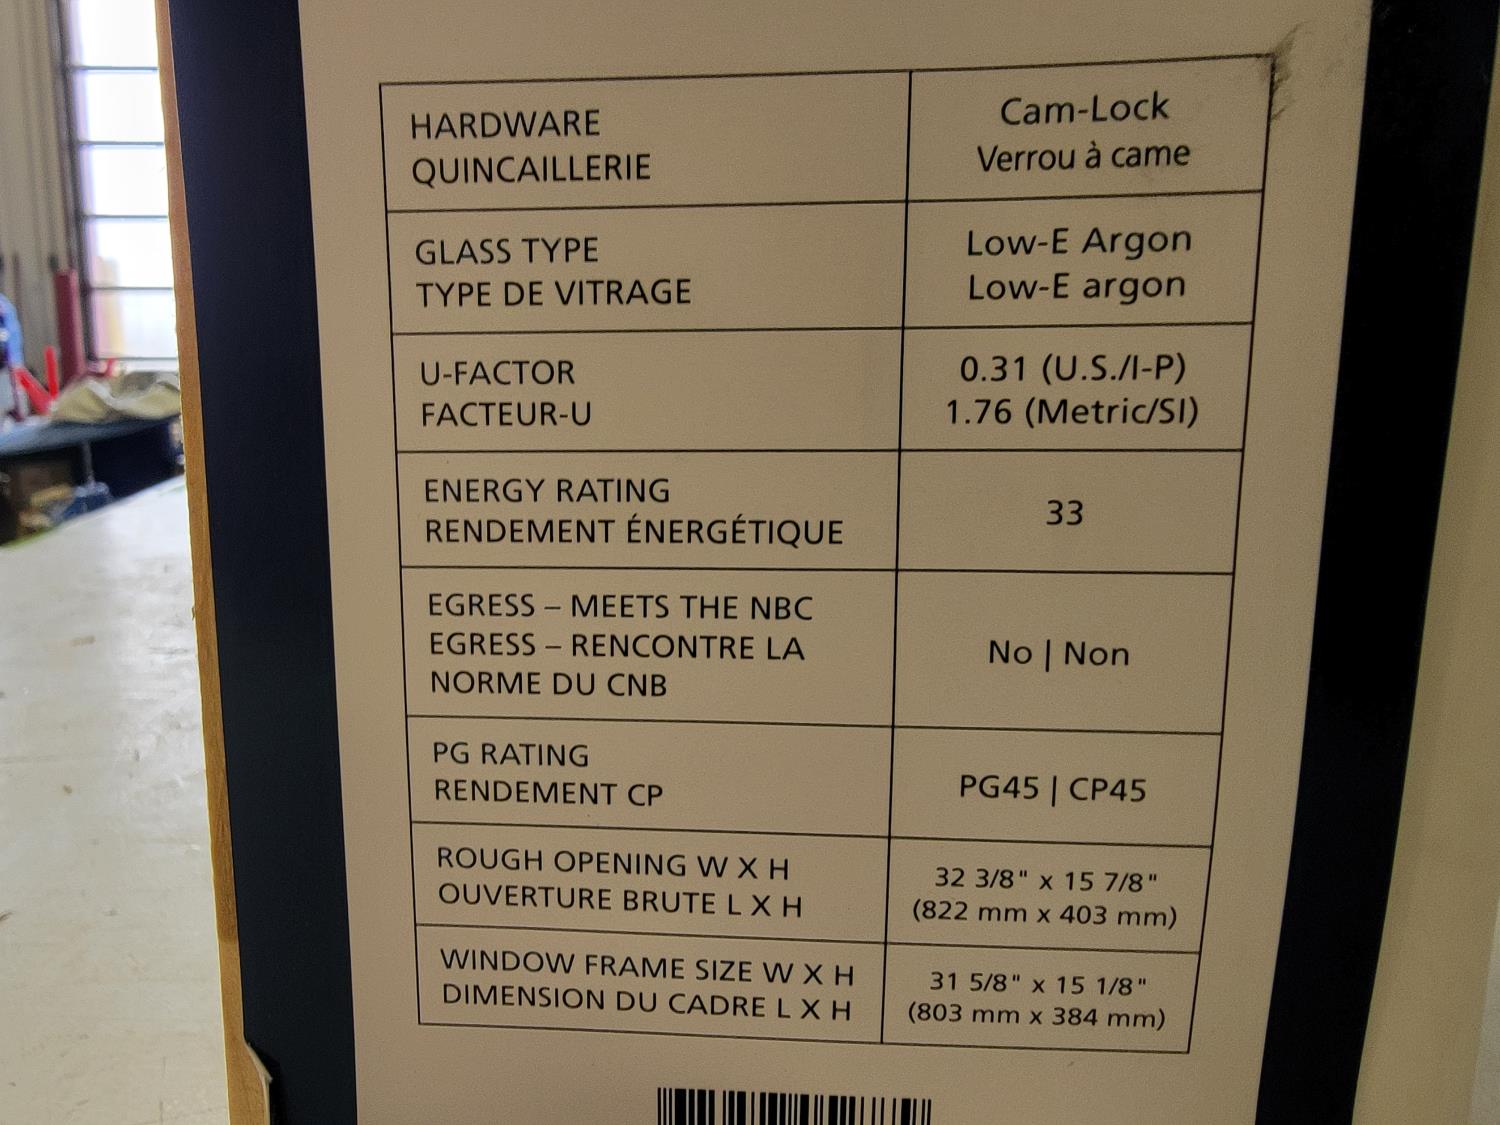 HARDWARE
QUINCAILLERIE
Cam-Lock
Verrou à came
GLASS TYPE
TYPE DE VITRAGE
Low-E Argon
Low-E argon
U-FACTOR
FACTEUR-U
0.31 (U.S./I-P)
1.76 (Metric/SI)
ENERGY RATING
RENDEMENT ÉNERGÉTIQUE
33
EGRESS – MEETS THE NBC
EGRESS – RENCONTRE LA
NORME DU CNB
No | Non
PG RATING
RENDEMENT CP
PG45 | CP45
ROUGH OPENING W X H
OUVERTURE BRUTE L X H
32 3/8" x 15 7/8"
(822 mm x 403 mm)
WINDOW FRAME SIZE W X H
DIMENSION DU CADRE L X H
31 5/8" x 15 1/8"
(803 mm x 384 mm)